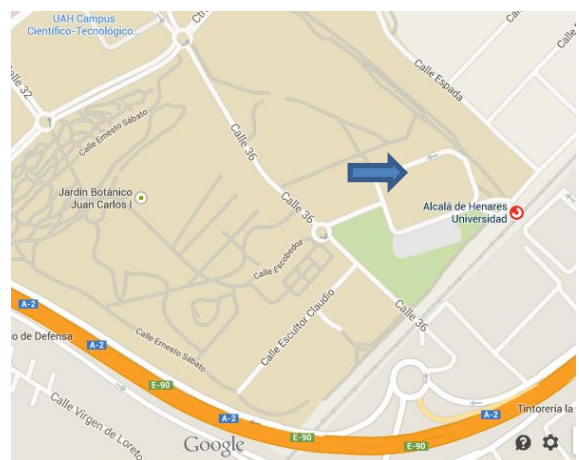 UAH Campus
Científico-Tecnológico...
Ctr
Calle 32
Calle Ernesto Sábato
Calle 36
Calle Espada
Jardín Botánico
Juan Carlos I
Alcalá de Henares
Universidad
Calle 36
Calle Escobedos
A-2
o de Defensa
A-2
Calle Ernesto Sábato
Calle Escultor Claudio
Calle 36
E-90
A-2
Calle Virgen de Loreto
Google
E-90
E-90
A-2
Tintorería la
?